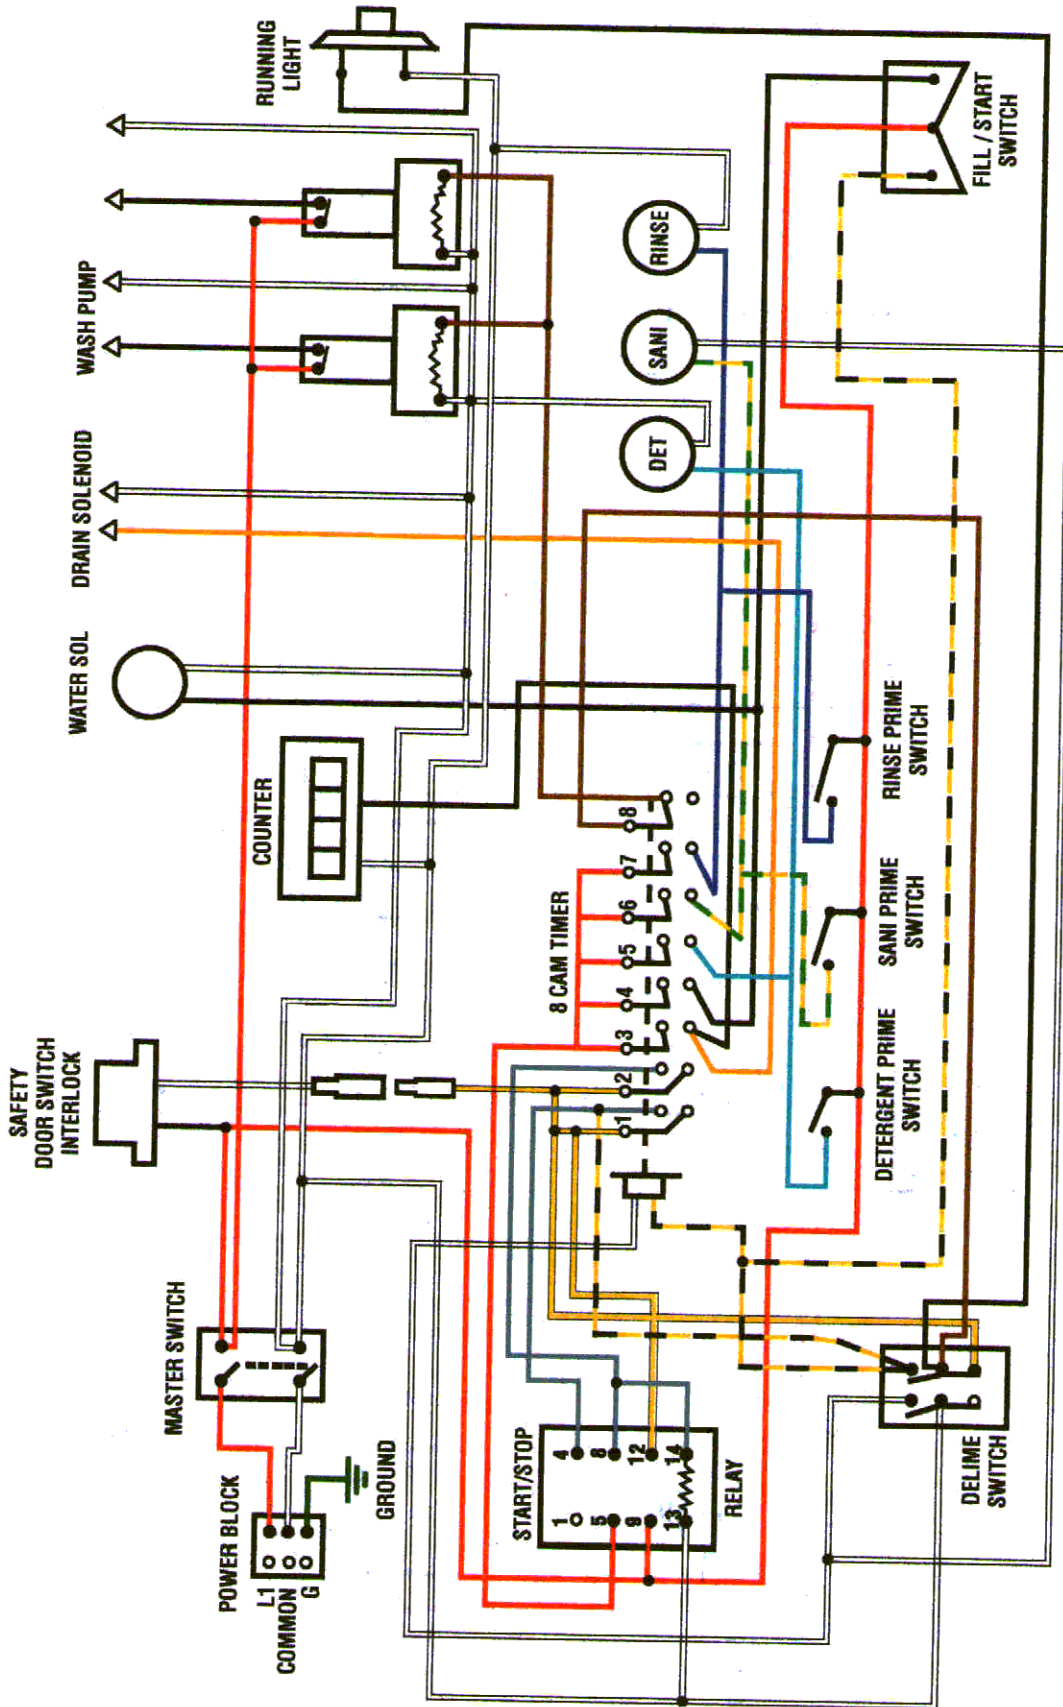 RUNNING
LIGHT
WASH PUMP
DRAIN SOLENOID
WATER SOL
COUNTER
SAFETY
DOOR SWITCH
INTERLOCK
MASTER SWITCH
POWER BLOCK
L1
COMMON
G
GROUND
8 CAM TIMER
1
2
3
4
5
6
7
8
START/STOP
1
4
5
8
9
12
13
14
RELAY
DET
SANI
RINSE
FILL / START
SWITCH
RINSE PRIME
SWITCH
SANI PRIME
SWITCH
DETERGENT PRIME
SWITCH
DELIME
SWITCH